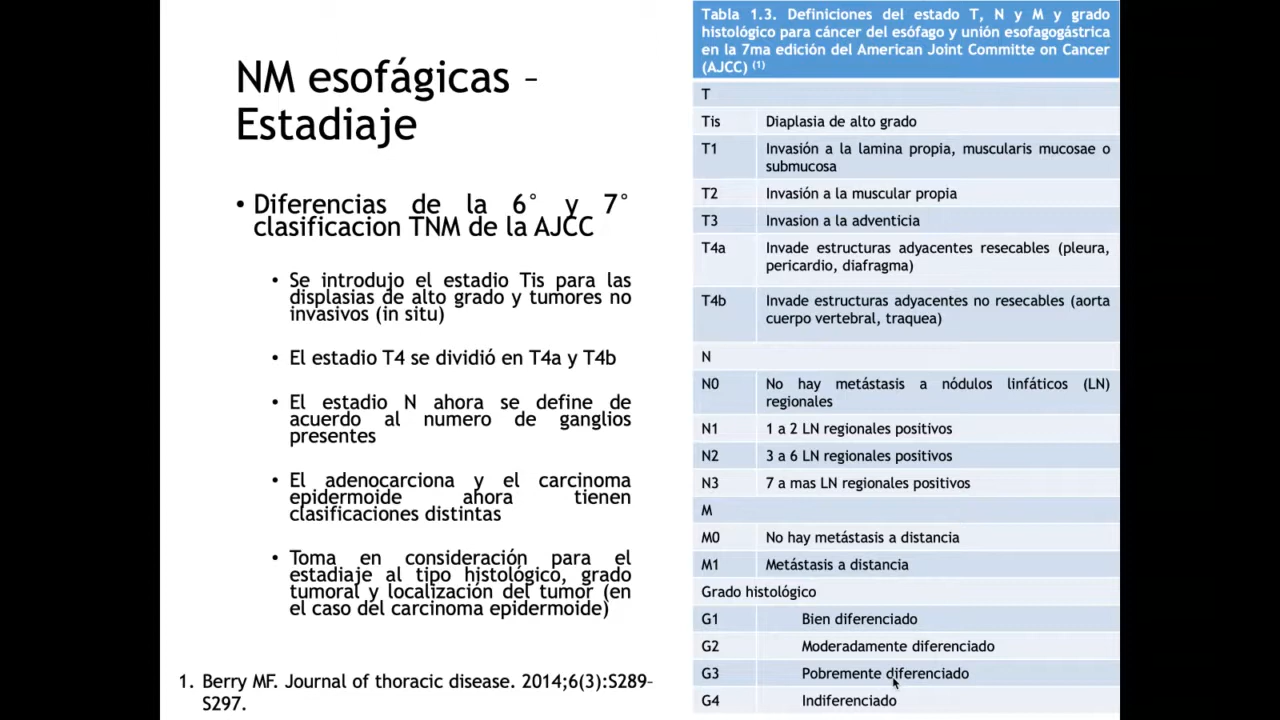 NM esofágicas –
Estadiaje
• Diferencias de la 6° y 7°
clasificacion TNM de la AJCC
• Se introdujo el estadio Tis para las
displasias de alto grado y tumores no
invasivos (in situ)
• El estadio T4 se dividió en T4a y T4b
• El estadio N ahora se define de
acuerdo al numero de ganglios
presentes
• El adenocarciona y el carcinoma
epidermoide ahora tienen
clasificaciones distintas
• Toma en consideración para el
estadiaje al tipo histológico, grado
tumoral y localización del tumor (en
el caso del carcinoma epidermoide)
1. Berry MF. Journal of thoracic disease. 2014;6(3):S289–
S297.
Tabla 1.3. Definiciones del estado T, N y M y grado
histológico para cáncer del esófago y unión esofagogástrica
en la 7ma edición del American Joint Committe on Cancer
(AJCC) (1)
T
Tis Diaplasia de alto grado
T1 Invasión a la lamina propia, muscularis mucosae o
submucosa
T2 Invasión a la muscular propia
T3 Invasion a la adventicia
T4a Invade estructuras adyacentes resecables (pleura,
pericardio, diafragma)
T4b Invade estructuras adyacentes no resecables (aorta
cuerpo vertebral, traquea)
N
N0 No hay metástasis a nódulos linfáticos (LN)
regionales
N1 1 a 2 LN regionales positivos
N2 3 a 6 LN regionales positivos
N3 7 a mas LN regionales positivos
M
M0 No hay metástasis a distancia
M1 Metástasis a distancia
Grado histológico
G1 Bien diferenciado
G2 Moderadamente diferenciado
G3 Pobremente diferenciado
G4 Indiferenciado